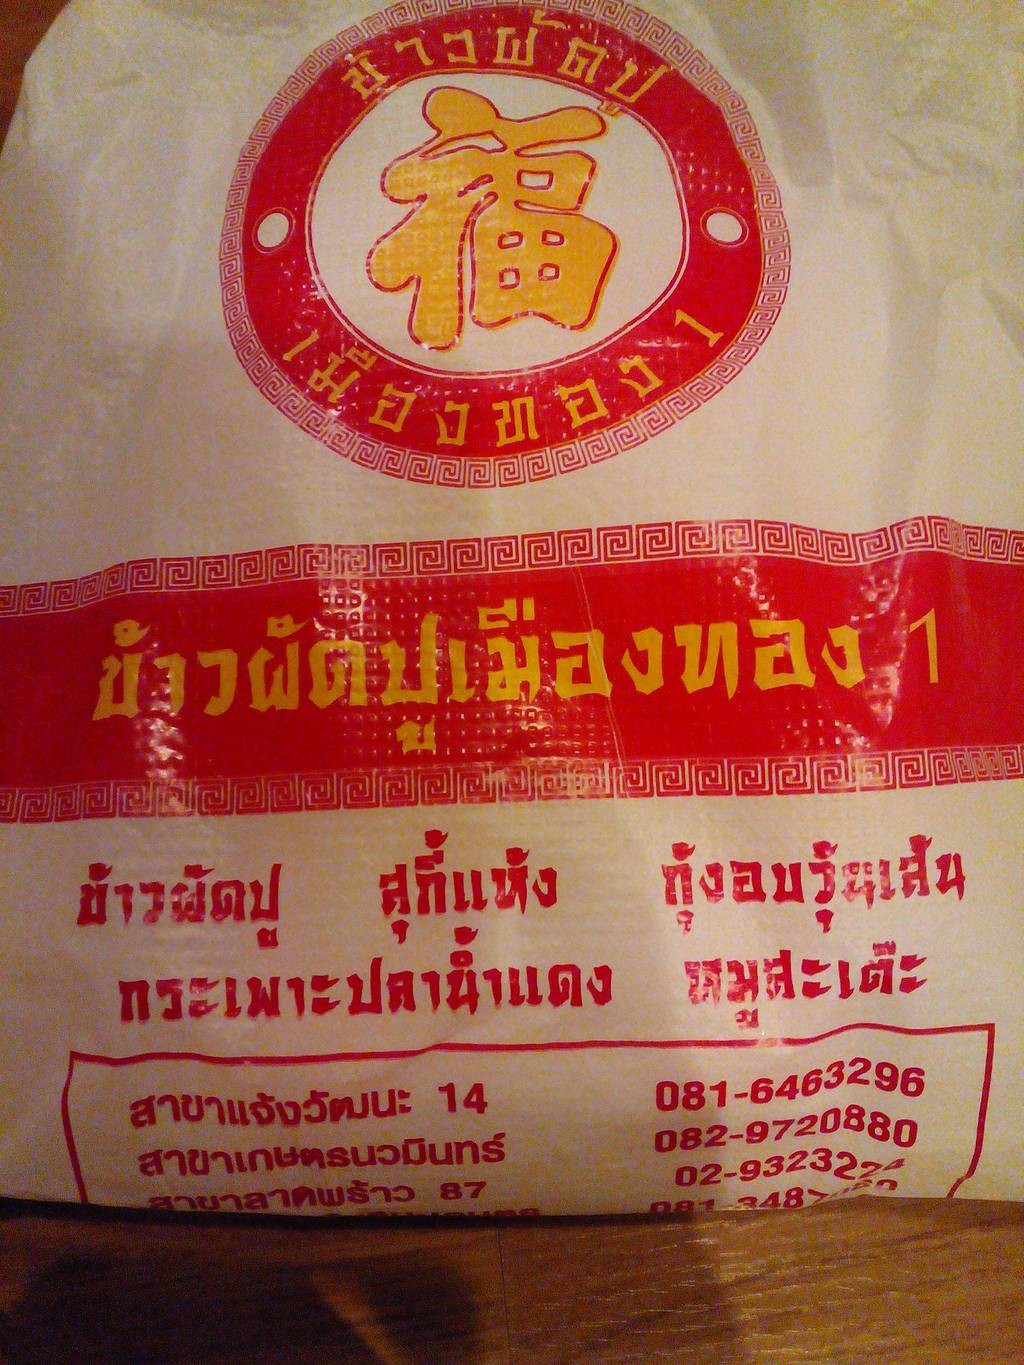 ข้าวผัดปู
福
เมืองทอง 1
ข้าวผัดปูเมืองทอง 1
ข้าวผัดปู สุกี้แห้ง กุ้งอบวุ้นเส้น
กระเพาะปลาน้ำแดง หมูสะเต๊ะ
สาขาแจ้งวัฒนะ 14 081-6463296
สาขาเกษตรนวมินทร์ 082-9720880
สาขาลาดพร้าว 87 02-9323224